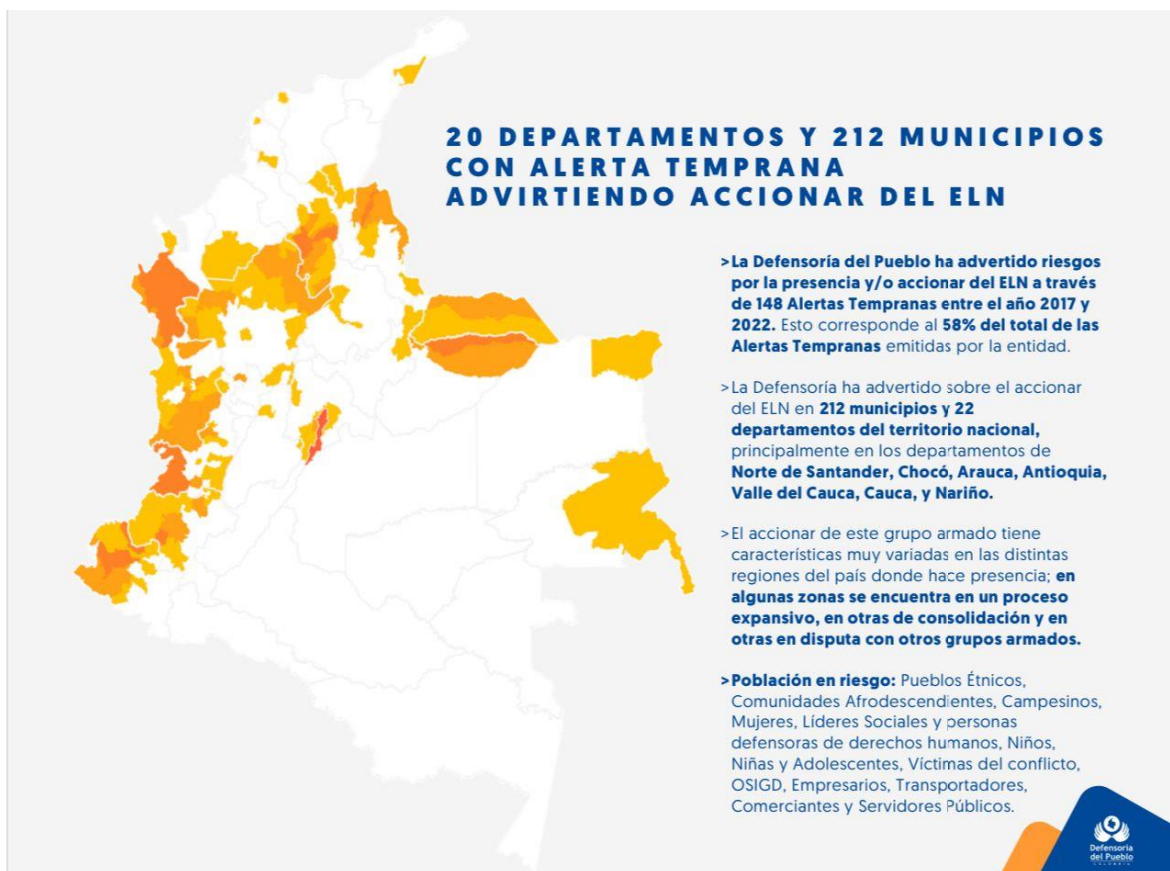 20 DEPARTAMENTOS Y 212 MUNICIPIOS
CON ALERTA TEMPRANA
ADVIRTIENDO ACCIONAR DEL ELN
>La Defensoría del Pueblo ha advertido riesgos
por la presencia y/o accionar del ELN a través
de 148 Alertas Tempranas entre el año 2017 y
2022. Esto corresponde al 58% del total de las
Alertas Tempranas emitidas por la entidad.
>La Defensoría ha advertido sobre el accionar
del ELN en 212 municipios y 22
departamentos del territorio nacional,
principalmente en los departamentos de
Norte de Santander, Chocó, Arauca, Antioquia,
Valle del Cauca, Cauca, y Nariño.
>El accionar de este grupo armado tiene
características muy variadas en las distintas
regiones del país donde hace presencia; en
algunas zonas se encuentra en un proceso
expansivo, en otras de consolidación y en
otras en disputa con otros grupos armados.
>Población en riesgo: Pueblos Étnicos,
Comunidades Afrodescendientes, Campesinos,
Mujeres, Líderes Sociales y personas
defensoras de derechos humanos, Niños,
Niñas y Adolescentes, Víctimas del conflicto,
OSIGD, Empresarios, Transportadores,
Comerciantes y Servidores Públicos.
Defensoría
del Pueblo
COLOMBIA